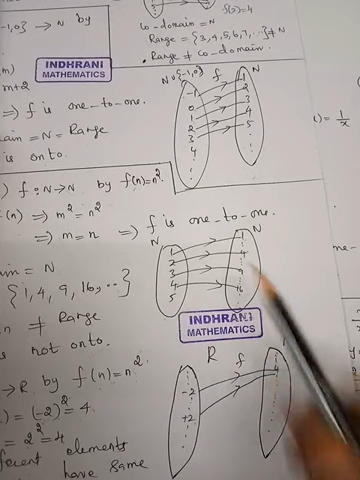 f(2)=4
-1,0} → N by
Co-domain = N
Range = {3,4,5,6,7,...} ≠ N
Range ≠ co-domain.
INDHRANI
MATHEMATICS
m+2
N∪{-1,0} f N
⇒ f is one-to-one.
-1 0 1 2 3 4
1 2 3 4 5
= N = Range
is onto.
f(x) = 1/x
f: N→N by f(n)=n².
⇒ m² = n²
⇒ m = n ⇒ f is one-to-one.
N N
= N
{1, 4, 9, 16, ...}
1 2 3 4 5
1 4 9 16
≠ Range
not onto.
INDHRANI
MATHEMATICS
→R by f(n)=n².
R f
= (-2)² = 4
= 2² = 4
-2
+2
4
elements
have same